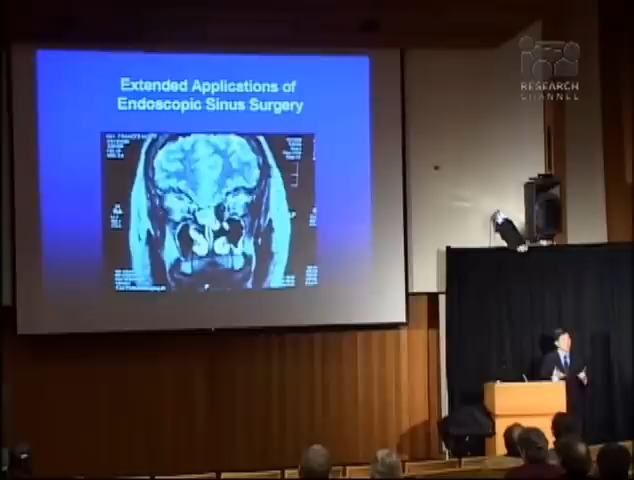 RESEARCH
CHANNEL
Extended Applications of
Endoscopic Sinus Surgery